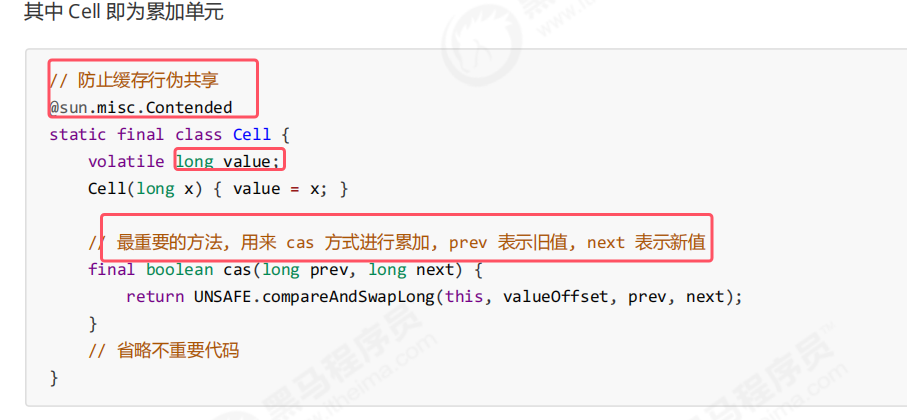 其中 Cell 即为累加单元
// 防止缓存行伪共享
@sun.misc.Contended
static final class Cell {
volatile long value;
Cell(long x) { value = x; }
// 最重要的方法, 用来 cas 方式进行累加, prev 表示旧值, next 表示新值
final boolean cas(long prev, long next) {
return UNSAFE.compareAndSwapLong(this, valueOffset, prev, next);
}
// 省略不重要代码
}
黑马程序员
www.itheima.com